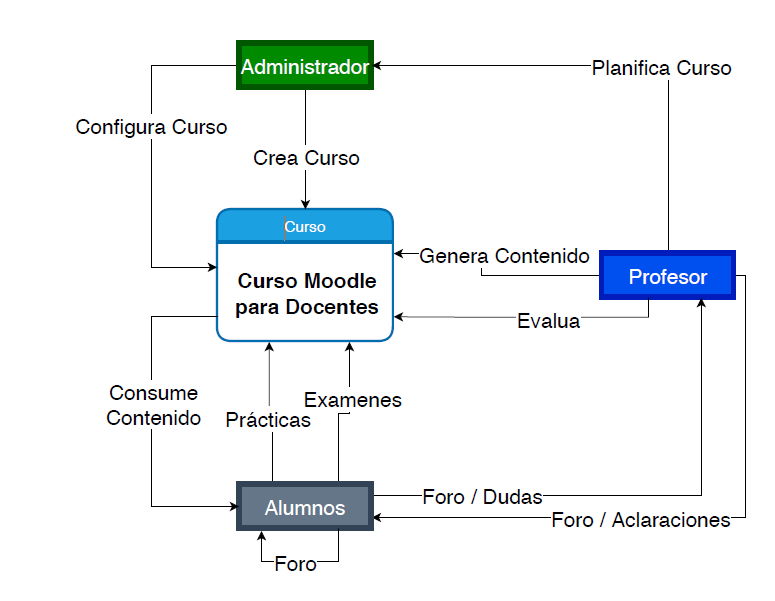 Administrador
Planifica Curso
Configura Curso
Crea Curso
Curso
Curso Moodle
para Docentes
Genera Contenido
Profesor
Evalua
Consume
Contenido
Examenes
Prácticas
Alumnos
Foro / Dudas
Foro / Aclaraciones
Foro